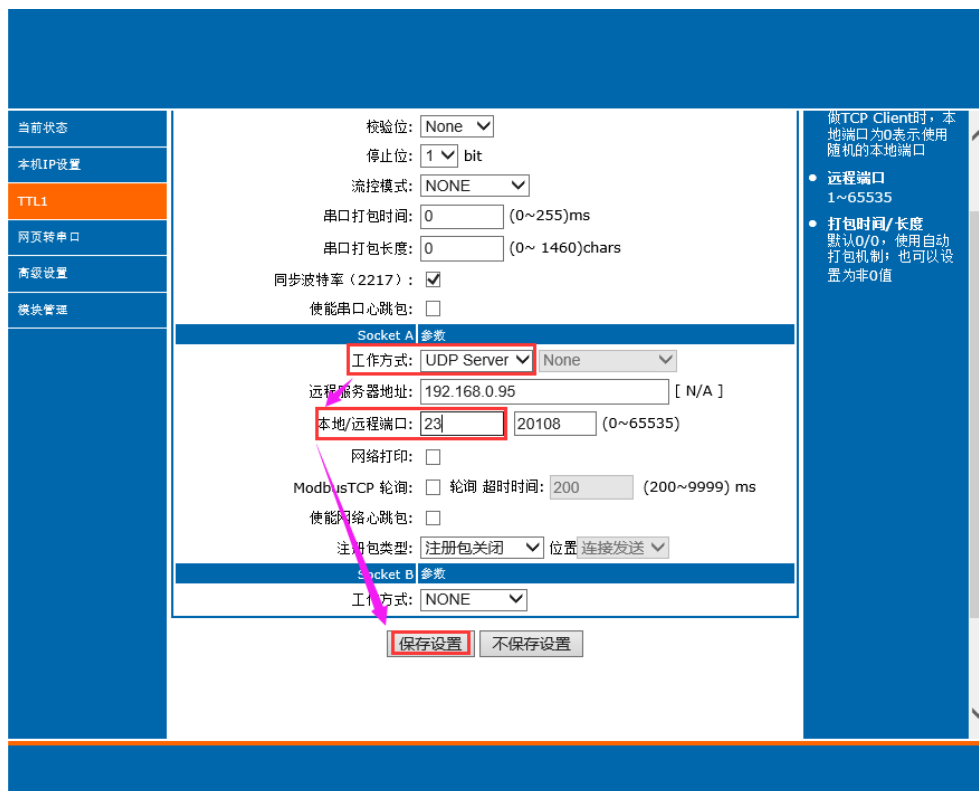 当前状态
本机IP设置
TTL1
网页转串口
高级设置
模块管理
校验位: None
停止位: 1 bit
流控模式: NONE
串口打包时间: 0 (0~255)ms
串口打包长度: 0 (0~ 1460)chars
同步波特率（2217）:
使能串口心跳包:
Socket A 参数
工作方式: UDP Server None
远程服务器地址: 192.168.0.95 [ N/A ]
本地/远程端口: 23 20108 (0~65535)
网络打印:
ModbusTCP 轮询: 轮询 超时时间: 200 (200~9999) ms
使能网络心跳包:
注册包类型: 注册包关闭 位置 连接发送
Socket B 参数
工作方式: NONE
保存设置 不保存设置
做TCP Client时，本
地端口为0表示使用
随机的本地端口
远程端口
1~65535
打包时间/长度
默认0/0，使用自动
打包机制；也可以设
置为非0值